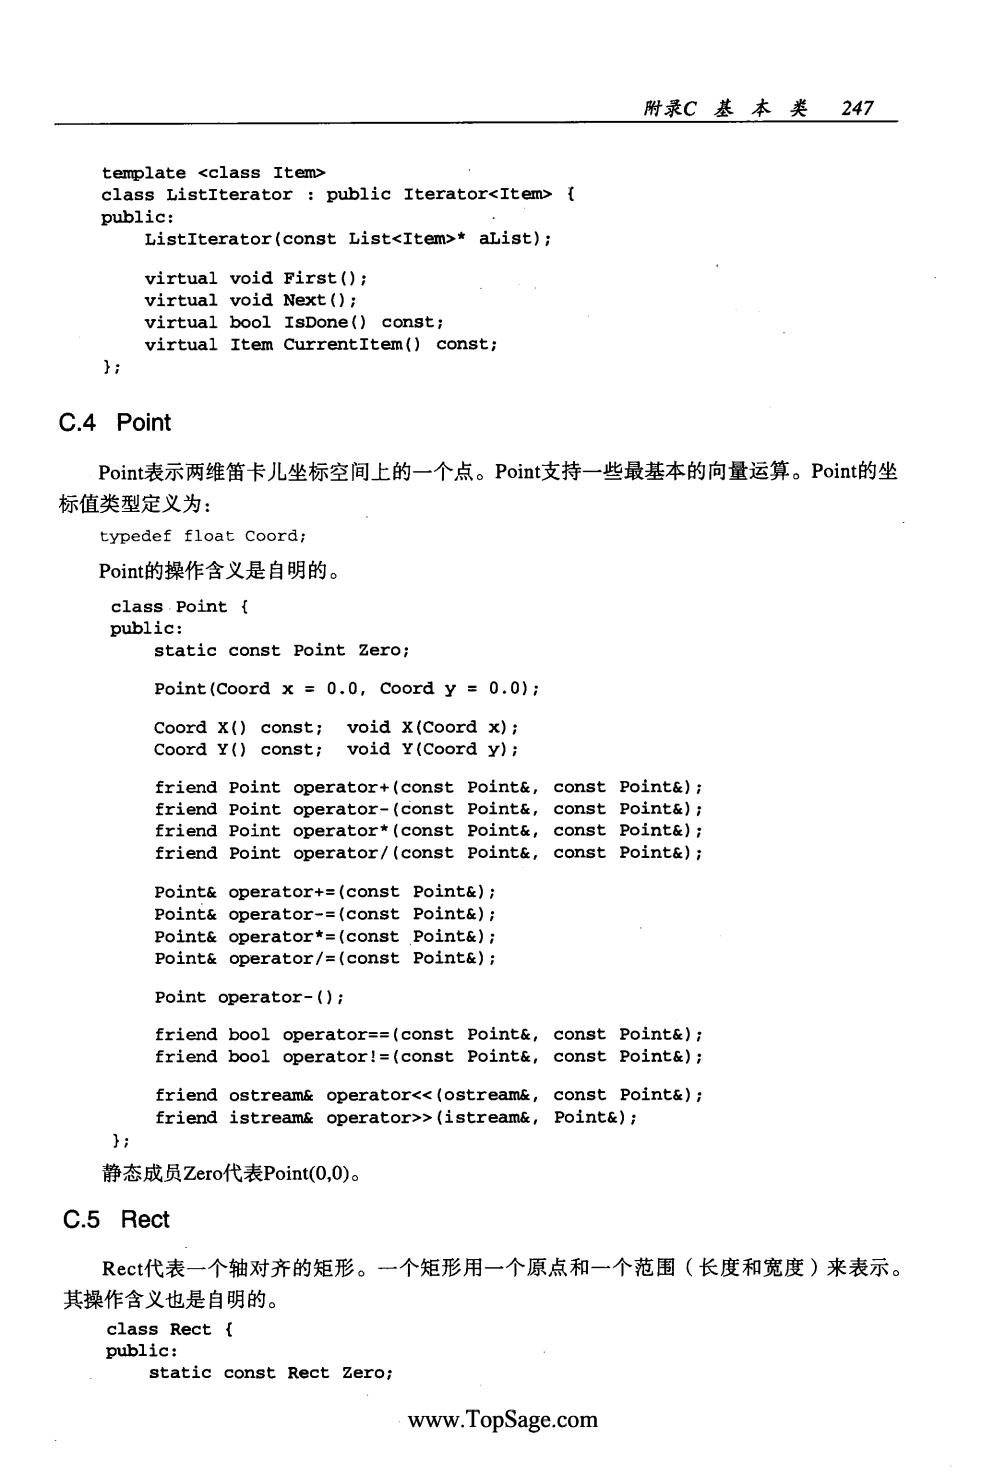 附录C 基 本 类 247
template <class Item>
class ListIterator : public Iterator<Item> {
public:
    ListIterator(const List<Item>* aList);
    virtual void First();
    virtual void Next();
    virtual bool IsDone() const;
    virtual Item CurrentItem() const;
};
C.4 Point
Point表示两维笛卡儿坐标空间上的一个点。Point支持一些最基本的向量运算。Point的坐
标值类型定义为:
typedef float Coord;
Point的操作含义是自明的。
class Point {
public:
    static const Point Zero;
    Point(Coord x = 0.0, Coord y = 0.0);
    Coord X() const;  void X(Coord x);
    Coord Y() const;  void Y(Coord y);
    friend Point operator+(const Point&, const Point&);
    friend Point operator-(const Point&, const Point&);
    friend Point operator*(const Point&, const Point&);
    friend Point operator/(const Point&, const Point&);
    Point& operator+=(const Point&);
    Point& operator-=(const Point&);
    Point& operator*=(const Point&);
    Point& operator/=(const Point&);
    Point operator-();
    friend bool operator==(const Point&, const Point&);
    friend bool operator!=(const Point&, const Point&);
    friend ostream& operator<<(ostream&, const Point&);
    friend istream& operator>>(istream&, Point&);
};
静态成员Zero代表Point(0,0)。
C.5 Rect
Rect代表一个轴对齐的矩形。一个矩形用一个原点和一个范围(长度和宽度)来表示。
其操作含义也是自明的。
class Rect {
public:
    static const Rect Zero;
www.TopSage.com